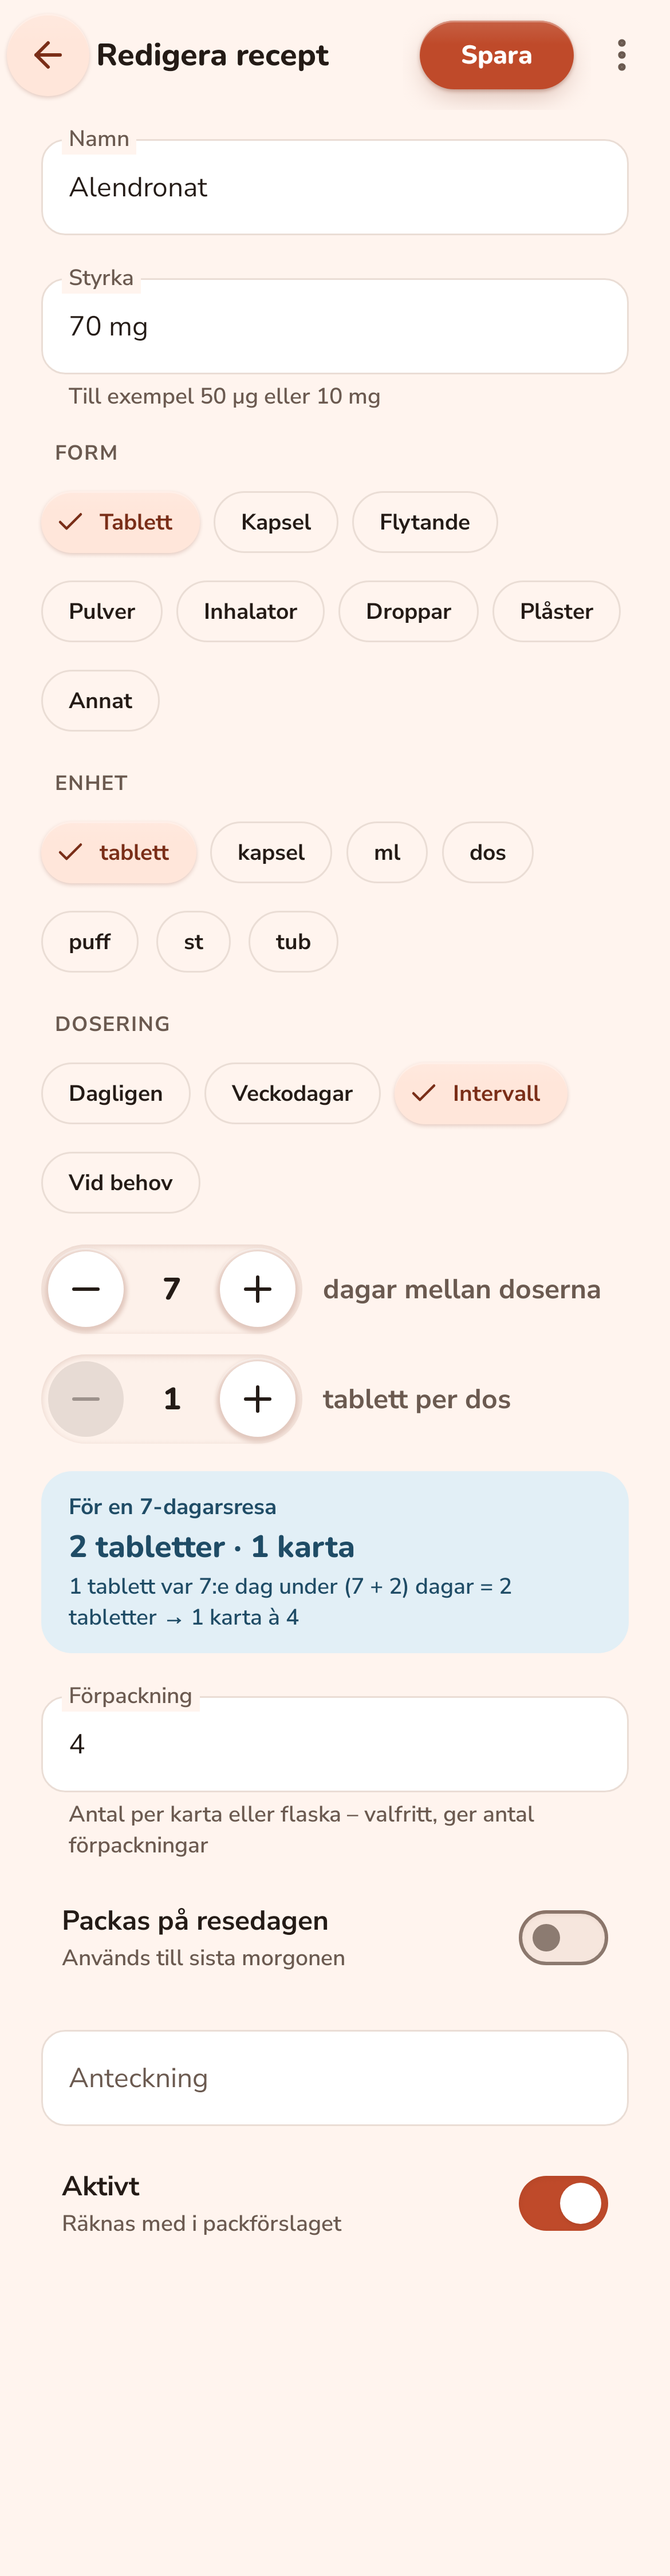 Redigera recept
Spara
Namn
Alendronat
Styrka
70 mg
Till exempel 50 µg eller 10 mg
FORM
Tablett
Kapsel
Flytande
Pulver
Inhalator
Droppar
Plåster
Annat
ENHET
tablett
kapsel
ml
dos
puff
st
tub
DOSERING
Dagligen
Veckodagar
Intervall
Vid behov
7
dagar mellan doserna
1
tablett per dos
För en 7-dagarsresa
2 tabletter · 1 karta
1 tablett var 7:e dag under (7 + 2) dagar = 2
tabletter → 1 karta à 4
Förpackning
4
Antal per karta eller flaska – valfritt, ger antal
förpackningar
Packas på resedagen
Används till sista morgonen
Anteckning
Aktivt
Räknas med i packförslaget